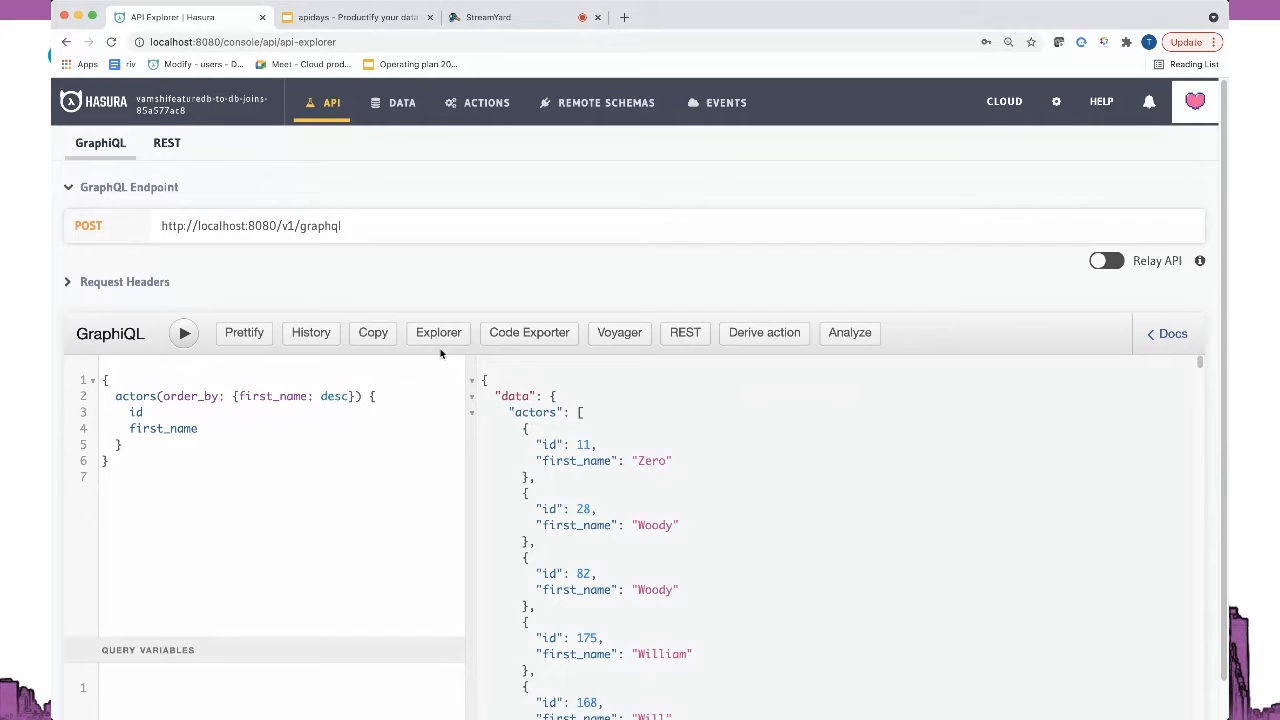 API Explorer | Hasura
apidays - Productify your data
StreamYard
localhost:8080/console/api/api-explorer
Update
Apps
riv
Modify - users - D...
Meet - Cloud prod...
Operating plan 20...
Reading List
HASURA
vamshifeaturedb-to-db-joins-
85a577ac8
API
DATA
ACTIONS
REMOTE SCHEMAS
EVENTS
CLOUD
HELP
GraphiQL
REST
GraphQL Endpoint
POST
http://localhost:8080/v1/graphql
Relay API
Request Headers
GraphiQL
Prettify
History
Copy
Explorer
Code Exporter
Voyager
REST
Derive action
Analyze
Docs
1 {
2 actors(order_by: {first_name: desc}) {
3 id
4 first_name
5 }
6 }
7
QUERY VARIABLES
1
{
"data": {
"actors": [
{
"id": 11,
"first_name": "Zero"
},
{
"id": 28,
"first_name": "Woody"
},
{
"id": 82,
"first_name": "Woody"
},
{
"id": 175,
"first_name": "William"
},
{
"id": 168,
"first_name": "Will"